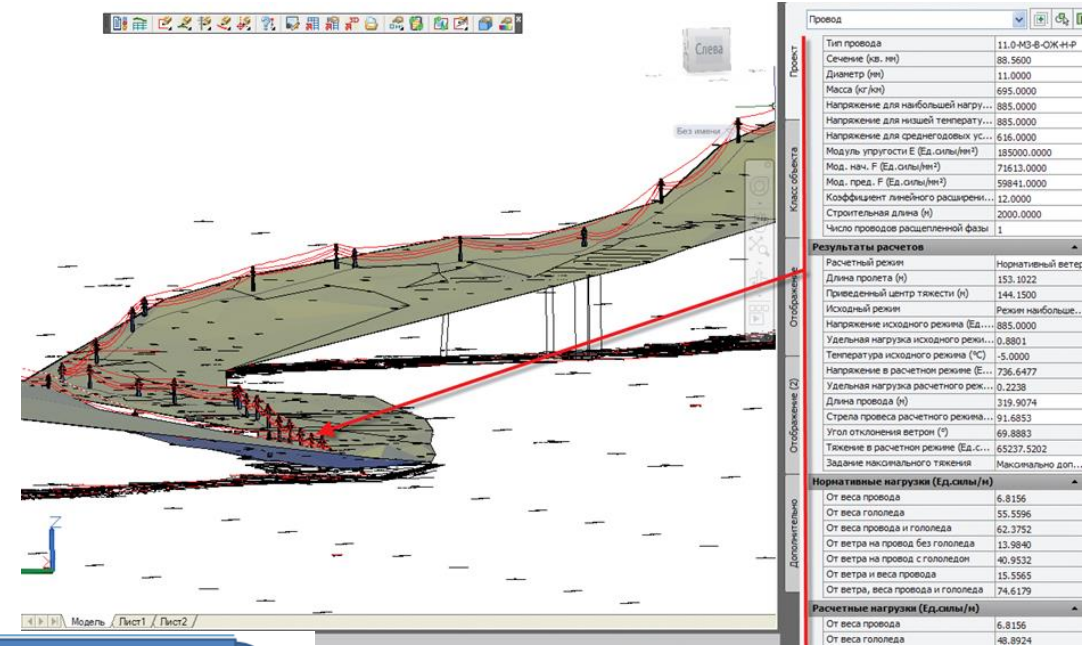 Слева
Без имени
Модель / Лист1 / Лист2 /
Проект
Класс объекта
Отображение
Отображение (2)
Дополнительно
Провод
Тип провода 11.0-МЗ-В-ОЖ-Н-Р
Сечение (кв. мм) 88.5600
Диаметр (мм) 11.0000
Масса (кг/км) 695.0000
Напряжение для наибольшей нагру... 885.0000
Напряжение для низшей температу... 885.0000
Напряжение для среднегодовых ус... 616.0000
Модуль упругости E (Ед.силы/мм²) 185000.0000
Мод. нач. F (Ед.силы/мм²) 71613.0000
Мод. пред. F (Ед.силы/мм²) 59841.0000
Коэффициент линейного расширени... 12.0000
Строительная длина (м) 2000.0000
Число проводов расщепленной фазы 1
Результаты расчетов
Расчетный режим Нормативный ветер
Длина пролета (м) 153.1022
Приведенный центр тяжести (м) 144.1500
Исходный режим Режим наибольше...
Напряжение исходного режима (Ед.... 885.0000
Удельная нагрузка исходного режи... 0.8801
Температура исходного режима (°C) -5.0000
Напряжение в расчетном режиме (Е... 736.6477
Удельная нагрузка расчетного реж... 0.2238
Длина провода (м) 319.9074
Стрела провеса расчетного режима... 91.6853
Угол отклонения ветром (°) 69.8883
Тяжение в расчетном режиме (Ед.с... 65237.5202
Задание максимального тяжения Максимально доп...
Нормативные нагрузки (Ед.силы/м)
От веса провода 6.8156
От веса гололеда 55.5596
От веса провода и гололеда 62.3752
От ветра на провод без гололеда 13.9840
От ветра на провод с гололедом 40.9532
От ветра и веса провода 15.5565
От ветра, веса провода и гололеда 74.6179
Расчетные нагрузки (Ед.силы/м)
От веса провода 6.8156
От веса гололеда 48.8924